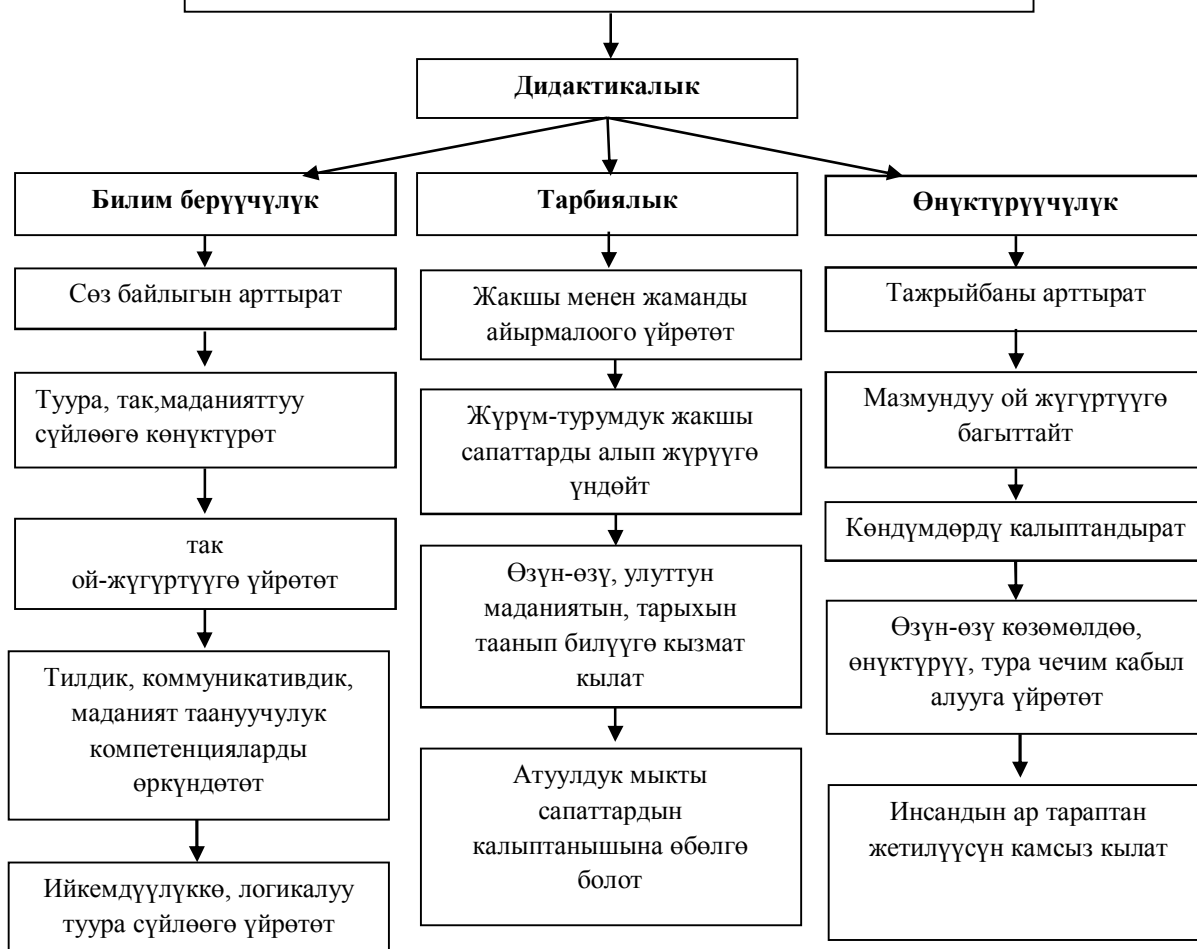 Дидактикалык
Билим берүүчүлүк
Сөз байлыгын арттырат
Туура, так,маданияттуу
сүйлөөгө көнүктүрөт
так
ой-жүгүртүүгө үйрөтөт
Тилдик, коммуникативдик,
маданият таануучулук
компетенцияларды
өркүндөтөт
Ийкемдүүлүккө, логикалуу
туура сүйлөөгө үйрөтөт
Тарбиялык
Жакшы менен жаманды
айырмалоого үйрөтөт
Жүрүм-турумдук жакшы
сапаттарды алып жүрүүгө
үндөйт
Өзүн-өзү, улуттун
маданиятын, тарыхын
таанып билүүгө кызмат
кылат
Атуулдук мыкты
сапаттардын
калыптанышына өбөлгө
болот
Өнүктүрүүчүлүк
Тажрыйбаны арттырат
Мазмундуу ой жүгүртүүгө
багыттайт
Көндүмдөрдү калыптандырат
Өзүн-өзү көзөмөлдөө,
өнүктүрүү, тура чечим кабыл
алууга үйрөтөт
Инсандын ар тараптан
жетилүүсүн камсыз кылат